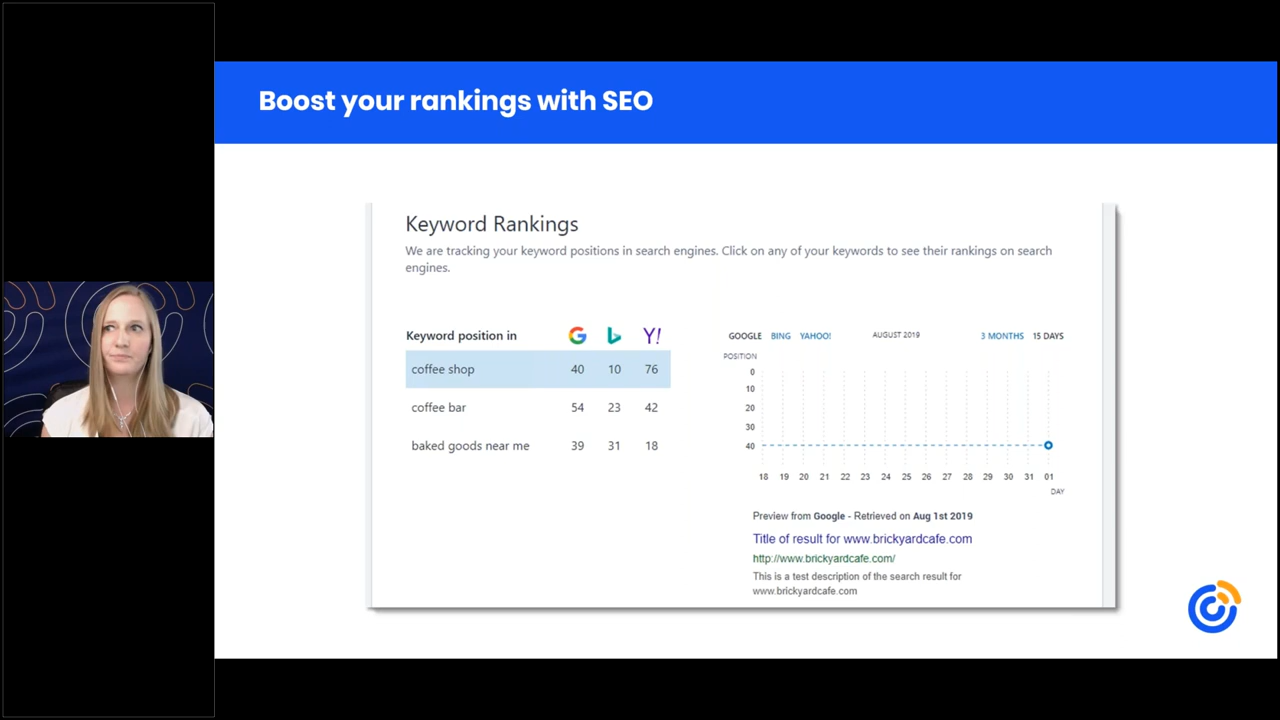 Boost your rankings with SEO
Keyword Rankings
We are tracking your keyword positions in search engines. Click on any of your keywords to see their rankings on search
engines.
Keyword position in G b Y!
coffee shop 40 10 76
coffee bar 54 23 42
baked goods near me 39 31 18
GOOGLE BING YAHOO! AUGUST 2019 3 MONTHS 15 DAYS
POSITION
0
10
20
30
40
18 19 20 21 22 23 24 25 26 27 28 29 30 31 01
DAY
Preview from Google - Retrieved on Aug 1st 2019
Title of result for www.brickyardcafe.com
http://www.brickyardcafe.com/
This is a test description of the search result for
www.brickyardcafe.com